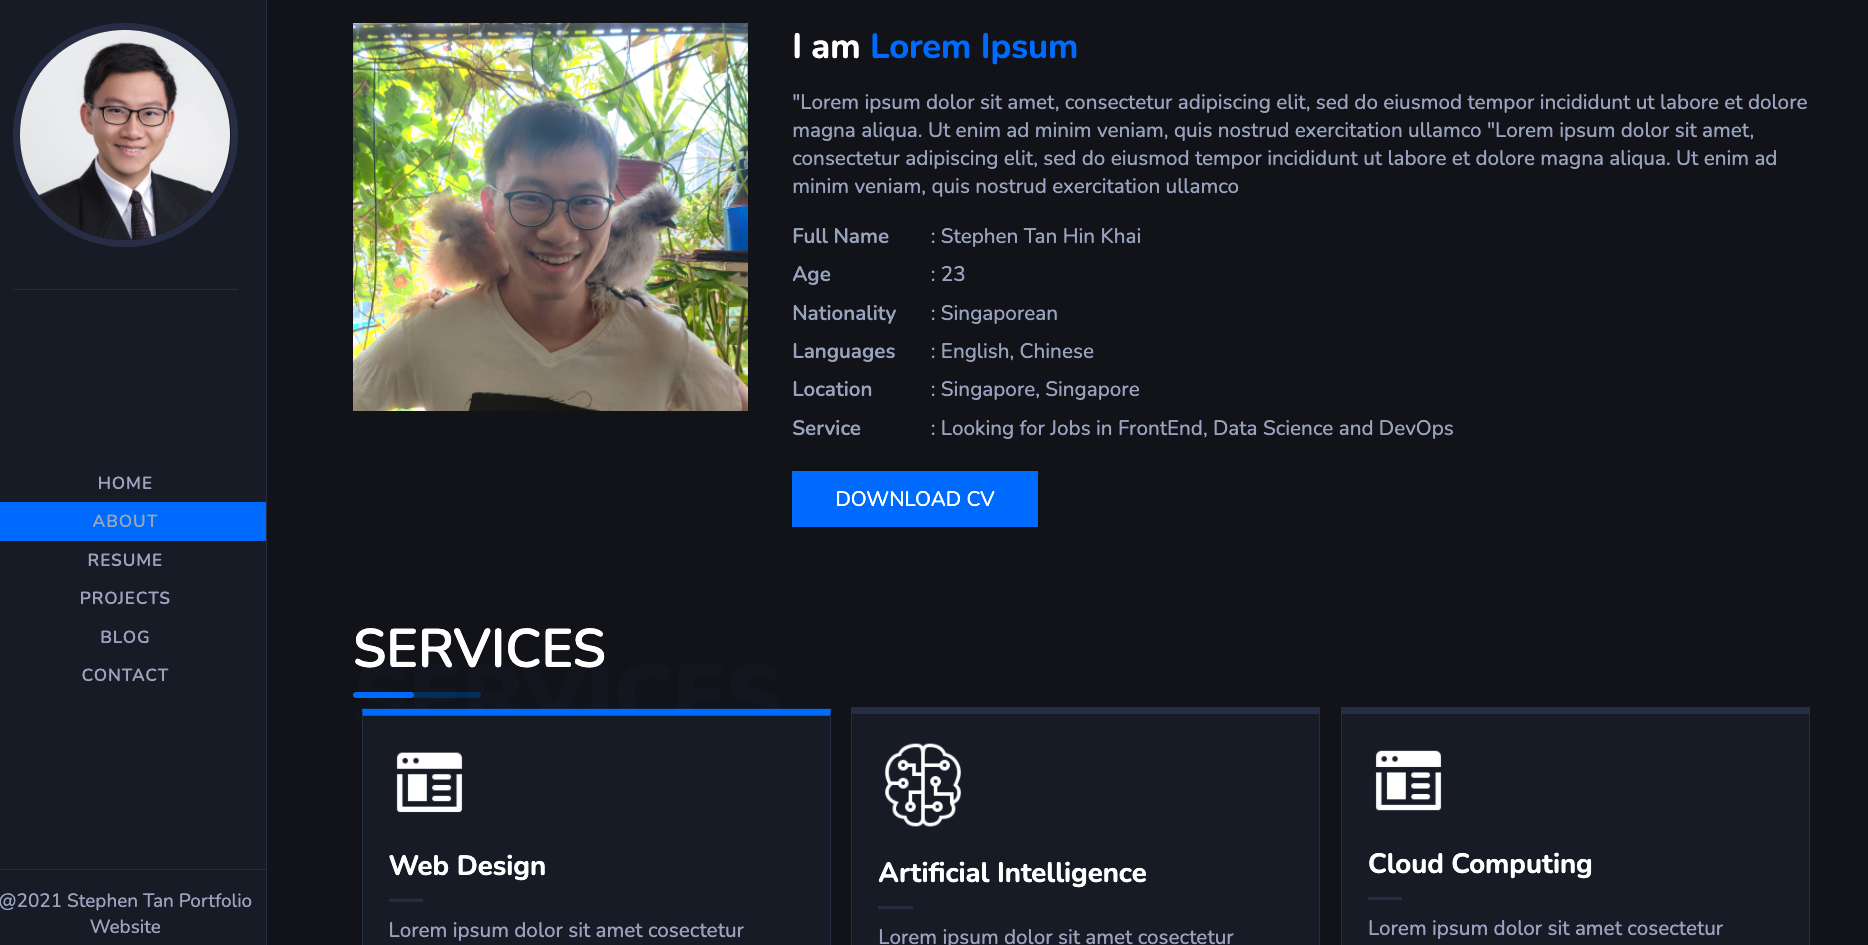 I am Lorem Ipsum
"Lorem ipsum dolor sit amet, consectetur adipiscing elit, sed do eiusmod tempor incididunt ut labore et dolore
magna aliqua. Ut enim ad minim veniam, quis nostrud exercitation ullamco "Lorem ipsum dolor sit amet,
consectetur adipiscing elit, sed do eiusmod tempor incididunt ut labore et dolore magna aliqua. Ut enim ad
minim veniam, quis nostrud exercitation ullamco
Full Name : Stephen Tan Hin Khai
Age : 23
Nationality : Singaporean
Languages : English, Chinese
Location : Singapore, Singapore
Service : Looking for Jobs in FrontEnd, Data Science and DevOps
DOWNLOAD CV
HOME
ABOUT
RESUME
PROJECTS
BLOG
CONTACT
SERVICES
SERVICES
Web Design
Lorem ipsum dolor sit amet cosectetur
Artificial Intelligence
Lorem ipsum dolor sit amet cosectetur
Cloud Computing
Lorem ipsum dolor sit amet cosectetur
@2021 Stephen Tan Portfolio
Website